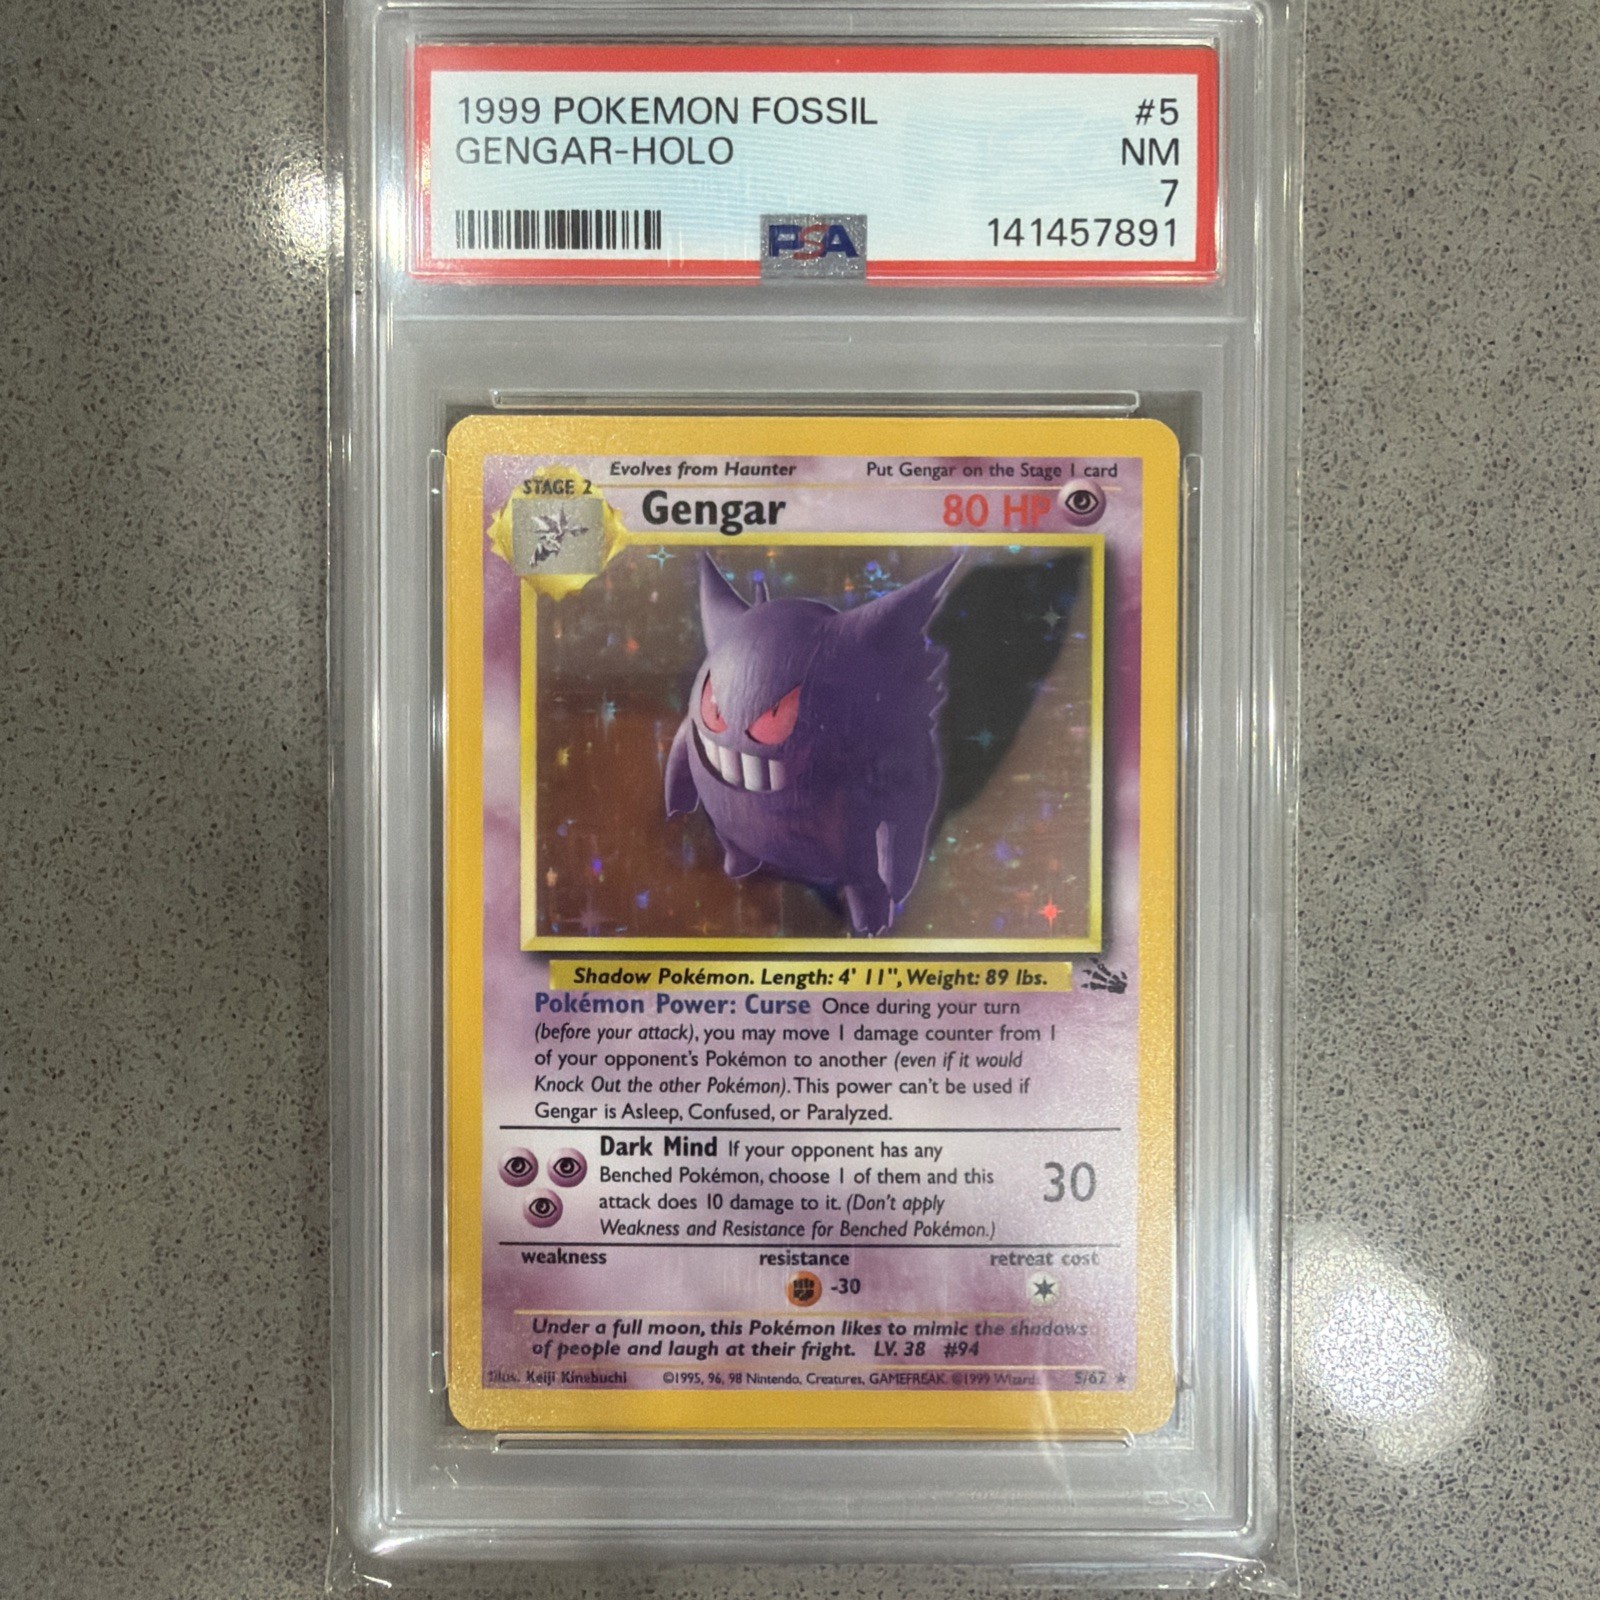 1999 POKEMON FOSSIL #5
GENGAR-HOLO NM
7
141457891
PSA
Evolves from Haunter Put Gengar on the Stage 1 card
STAGE 2
Gengar 80 HP
Shadow Pokémon. Length: 4' 11", Weight: 89 lbs.
Pokémon Power: Curse Once during your turn
(before your attack), you may move 1 damage counter from 1
of your opponent's Pokémon to another (even if it would
Knock Out the other Pokémon). This power can't be used if
Gengar is Asleep, Confused, or Paralyzed.
Dark Mind If your opponent has any
Benched Pokémon, choose 1 of them and this
attack does 10 damage to it. (Don't apply
Weakness and Resistance for Benched Pokémon.)
30
weakness resistance retreat cost
-30
Under a full moon, this Pokémon likes to mimic the shadows
of people and laugh at their fright. LV. 38 #94
Illus. Keiji Kinebuchi ©1995, 96, 98 Nintendo, Creatures, GAMEFREAK. ©1999 Wizards. 5/62